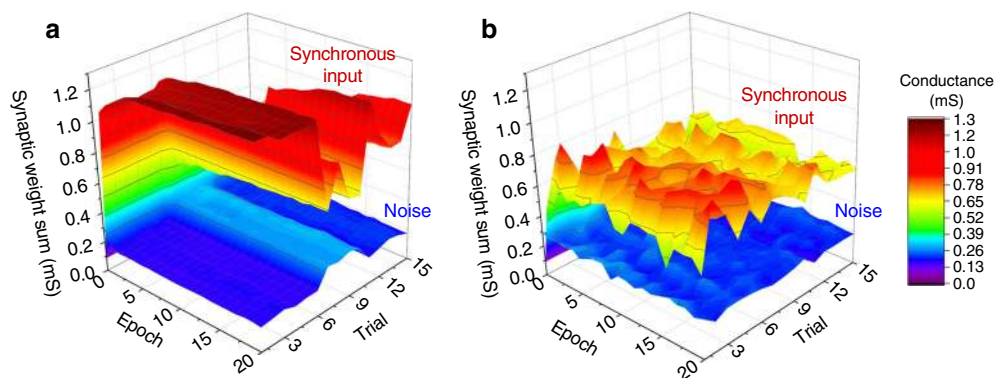 a
Synchronous
input
Synaptic weight sum (mS)
1.2
1.0
0.8
0.6
0.4
0.2
0.0
Noise
0
5
10
15
20
Epoch
3
6
9
12
15
Trial
b
Synchronous
input
Synaptic weight sum (mS)
1.2
1.0
0.8
0.6
0.4
0.2
0.0
Noise
0
5
10
15
20
Epoch
3
6
9
12
15
Trial
Conductance
(mS)
1.3
1.2
1.0
0.91
0.78
0.65
0.52
0.39
0.26
0.13
0.0